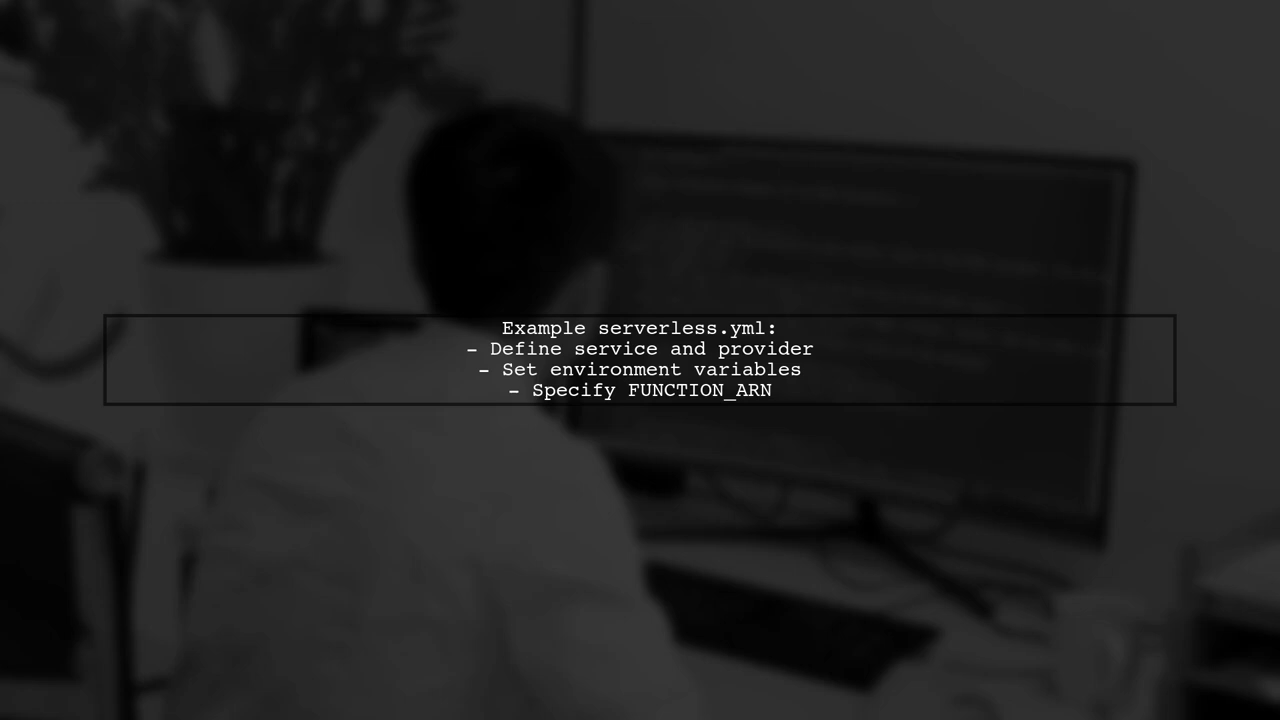 Example serverless.yml:
- Define service and provider
- Set environment variables
- Specify FUNCTION_ARN